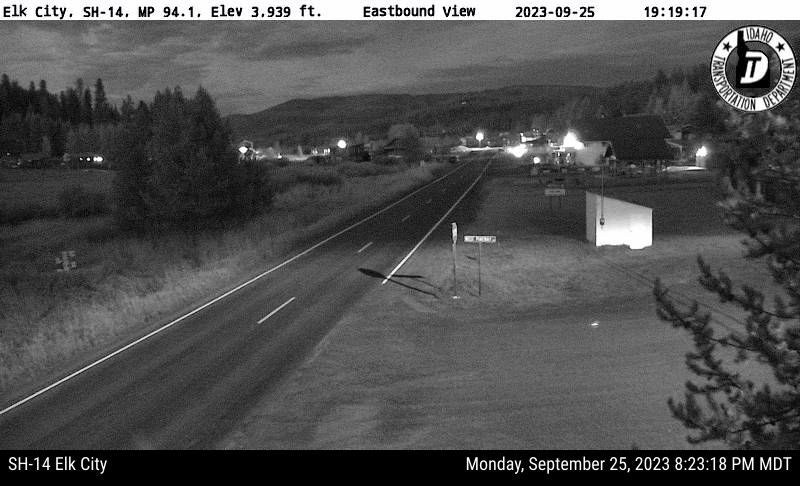 Elk City, SH-14, MP 94.1, Elev 3,939 ft. Eastbound View 2023-09-25 19:19:17
IDAHO
TRANSPORTATION DEPARTMENT
SH-14 Elk City
Monday, September 25, 2023 8:23:18 PM MDT